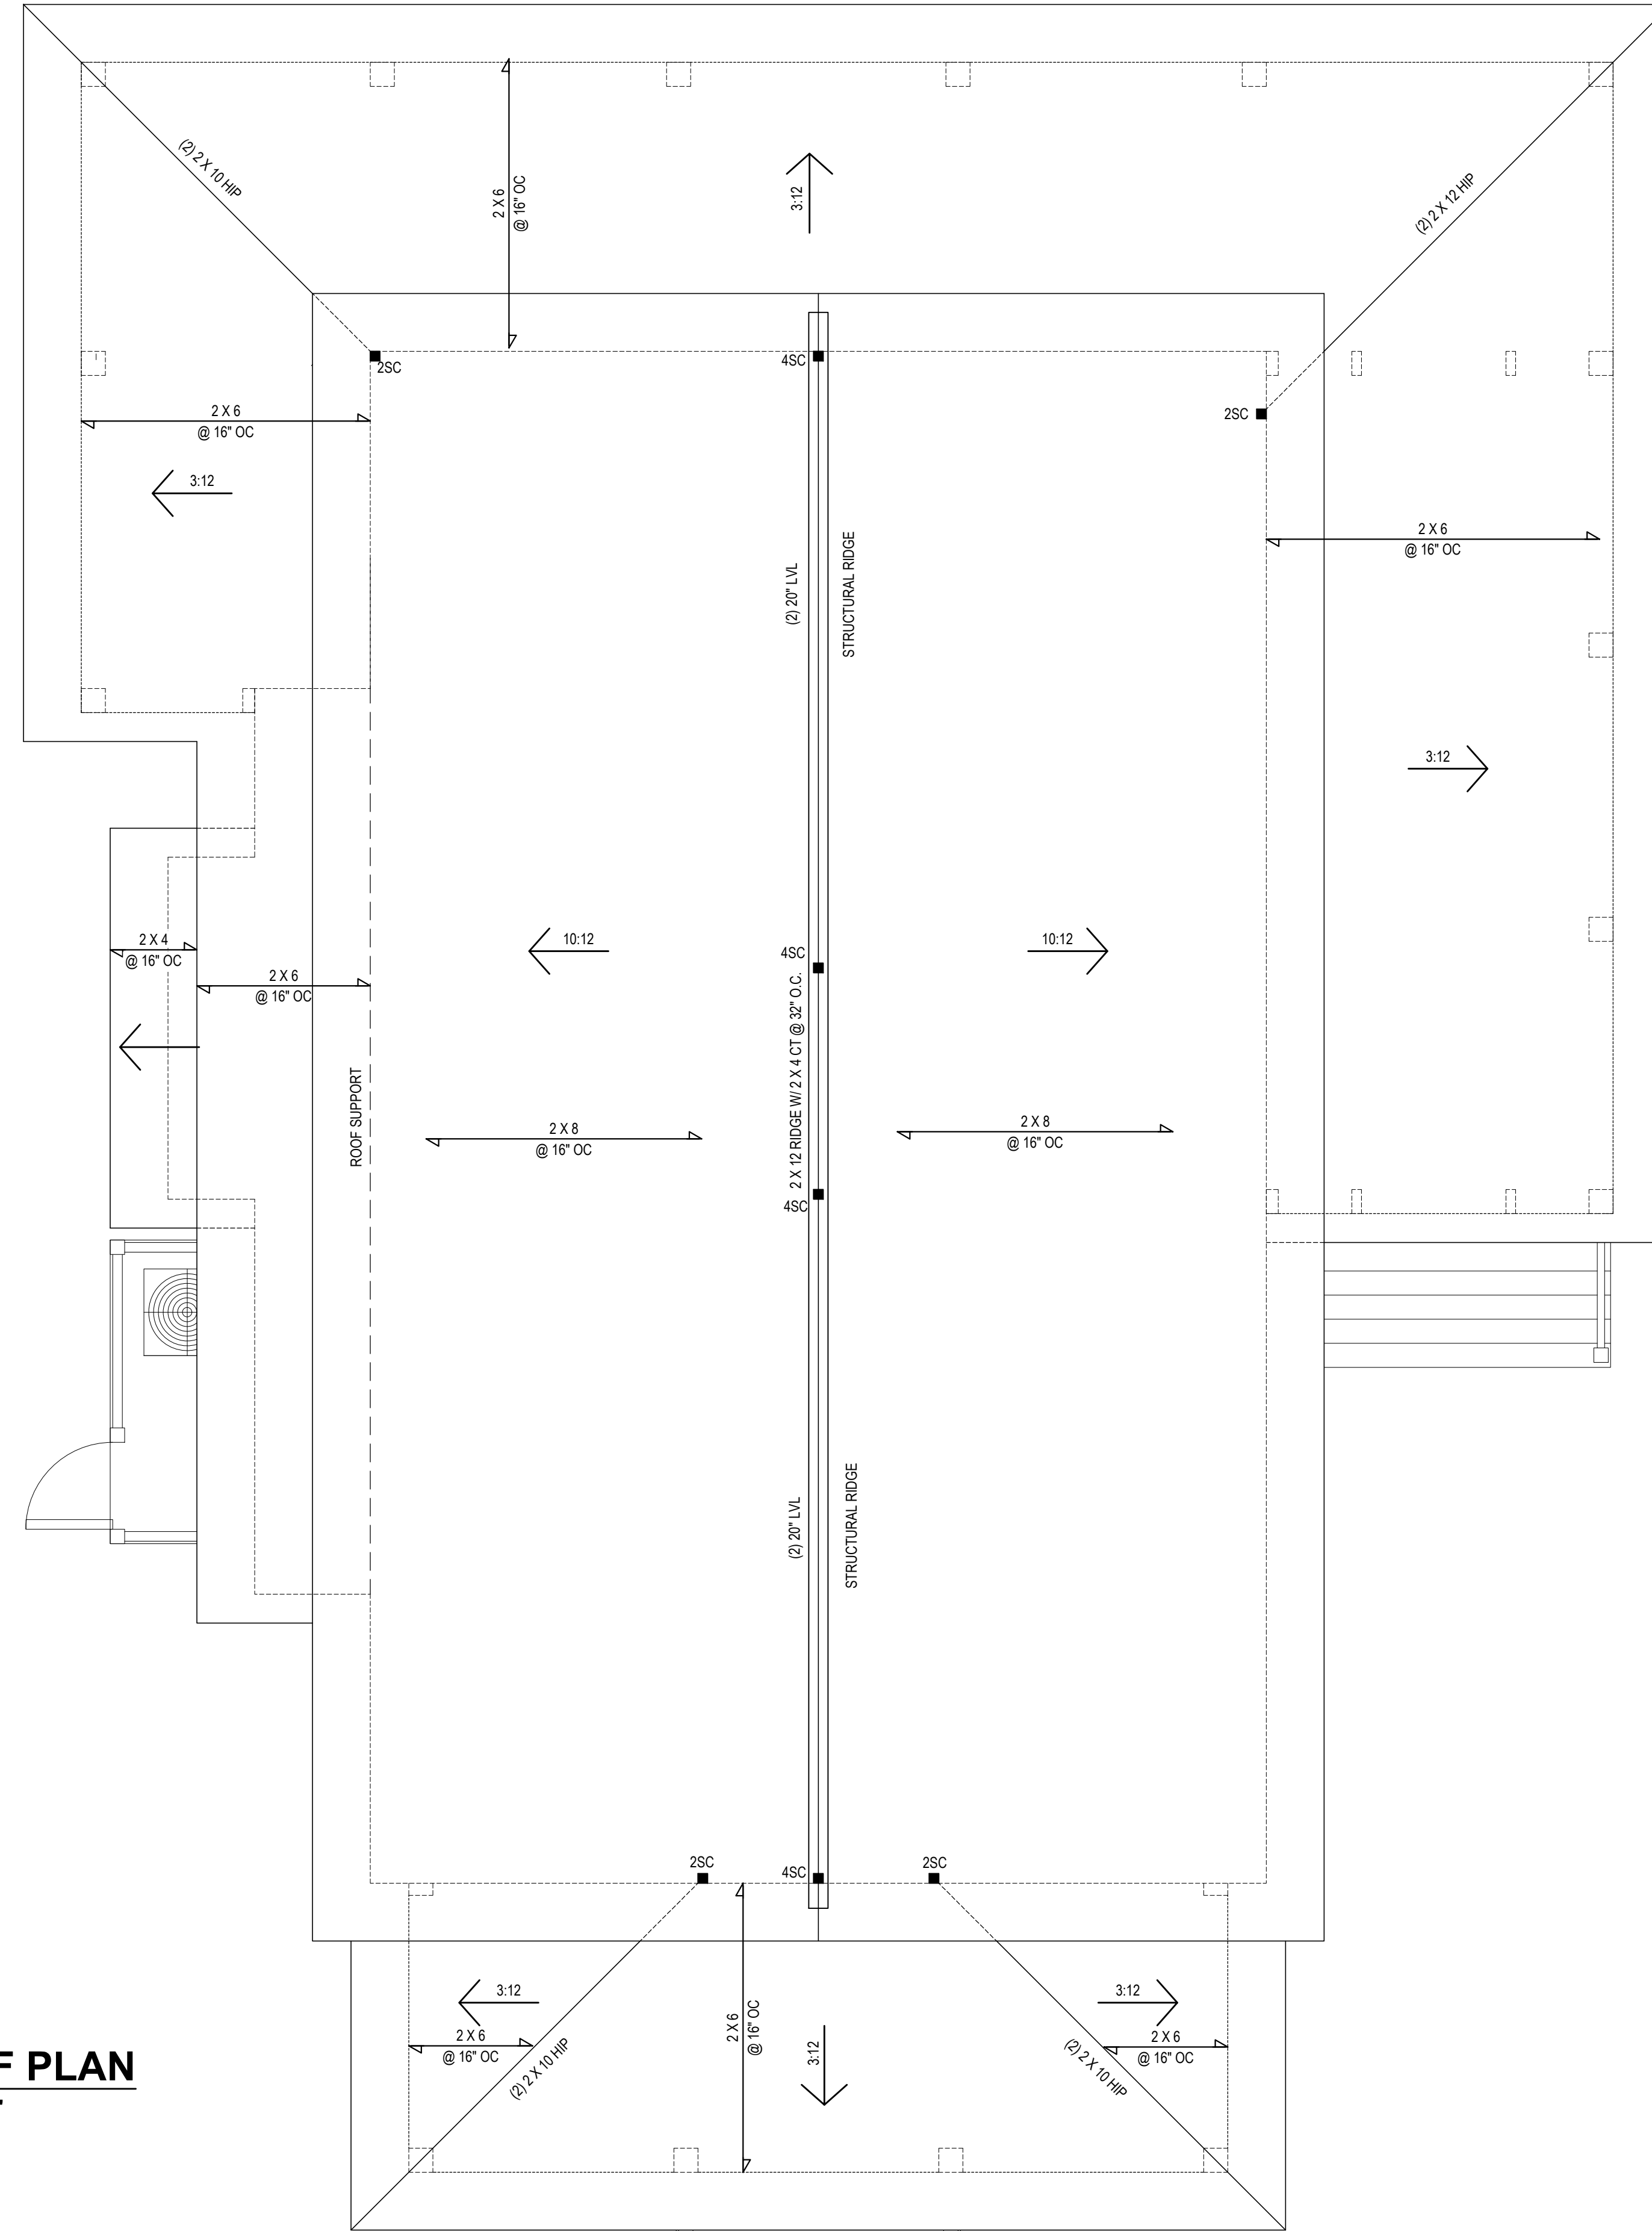 (2) 2 X 10 HIP
2 X 6
@ 16" OC
3:12
(2) 2 X 12 HIP
2SC
4SC
2SC
2 X 6
@ 16" OC
3:12
2 X 6
@ 16" OC
(2) 20" LVL
STRUCTURAL RIDGE
3:12
2 X 4
@ 16" OC
2 X 6
@ 16" OC
10:12
4SC
10:12
ROOF SUPPORT
2 X 8
@ 16" OC
2 X 12 RIDGE W/ 2 X 4 CT @ 32" O.C.
2 X 8
@ 16" OC
4SC
(2) 20" LVL
STRUCTURAL RIDGE
2SC
4SC
2SC
3:12
2 X 6
@ 16" OC
(2) 2 X 10 HIP
2 X 6
@ 16" OC
3:12
3:12
2 X 6
@ 16" OC
(2) 2 X 10 HIP
F PLAN